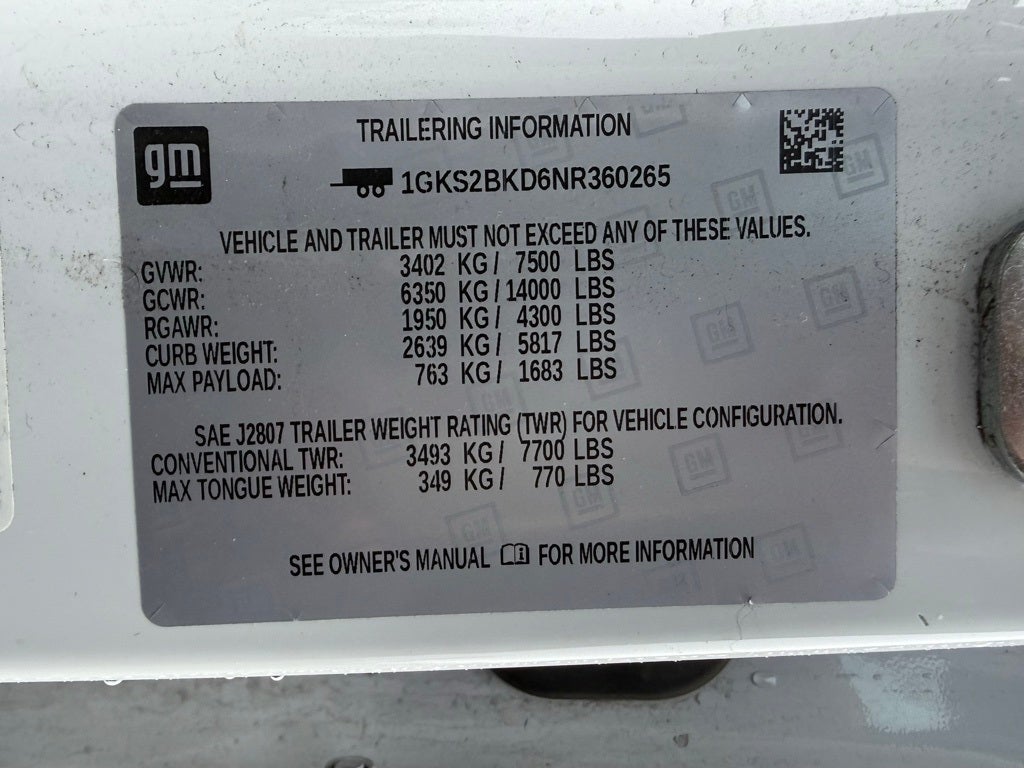 gm
TRAILERING INFORMATION
1GKS2BKD6NR360265
VEHICLE AND TRAILER MUST NOT EXCEED ANY OF THESE VALUES.
GVWR: 3402 KG / 7500 LBS
GCWR: 6350 KG / 14000 LBS
RGAWR: 1950 KG / 4300 LBS
CURB WEIGHT: 2639 KG / 5817 LBS
MAX PAYLOAD: 763 KG / 1683 LBS
SAE J2807 TRAILER WEIGHT RATING (TWR) FOR VEHICLE CONFIGURATION.
CONVENTIONAL TWR: 3493 KG / 7700 LBS
MAX TONGUE WEIGHT: 349 KG / 770 LBS
SEE OWNER'S MANUAL FOR MORE INFORMATION